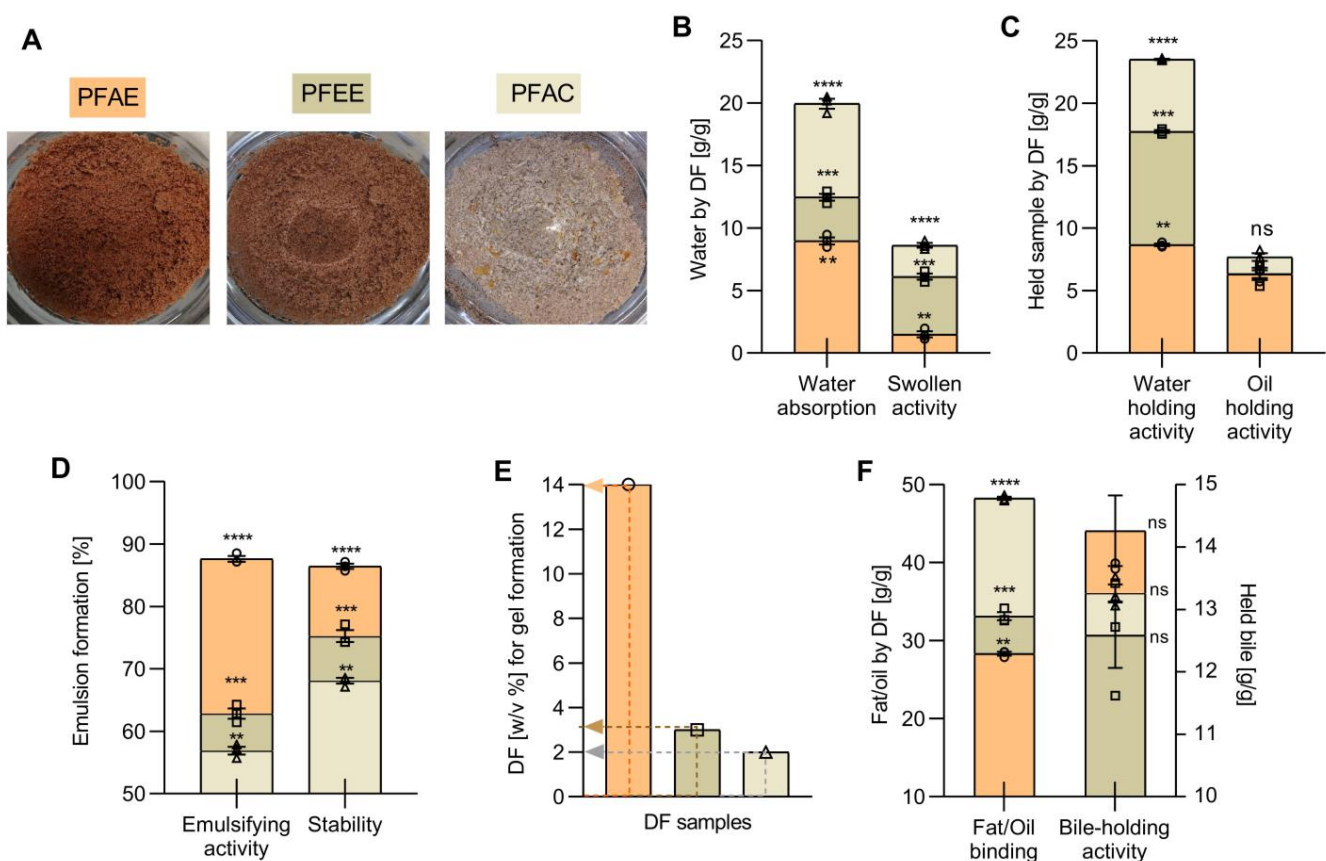 A
PFAE
PFEE
PFAC
B
Water by DF [g/g]
25
20
15
10
5
0
****
***
**
****
***
**
Water
absorption
Swollen
activity
C
Held sample by DF [g/g]
25
20
15
10
5
0
****
***
**
ns
Water
holding
activity
Oil
holding
activity
D
Emulsion formation [%]
100
90
80
70
60
50
****
***
**
****
***
**
Emulsifying
activity
Stability
E
DF [w/v %] for gel formation
14
12
10
8
6
4
2
0
DF samples
F
Fat/oil by DF [g/g]
50
40
30
20
10
****
***
**
ns
ns
ns
15
14
13
12
11
10
Held bile [g/g]
Fat/Oil
binding
Bile-holding
activity